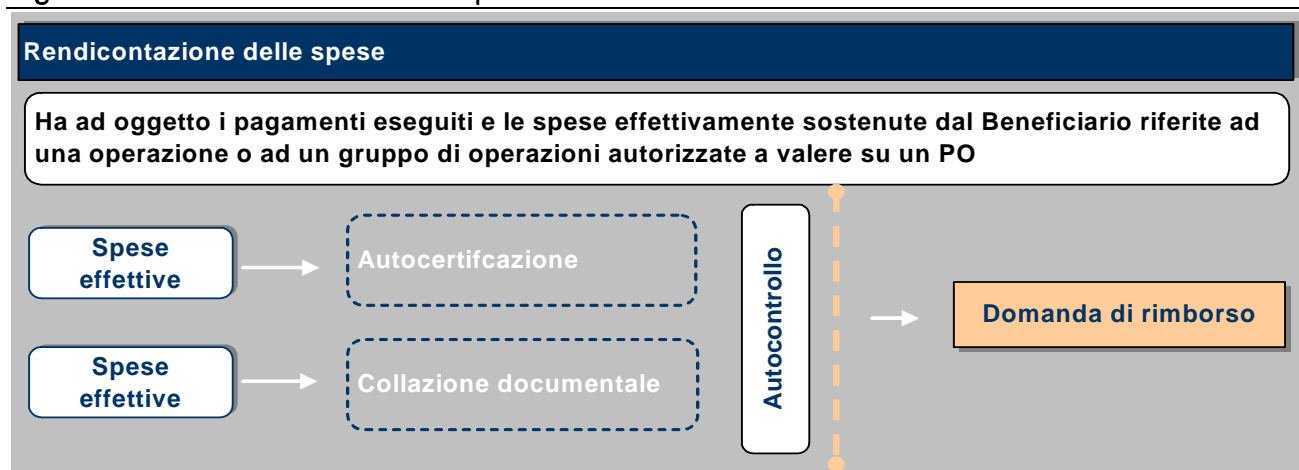 Rendicontazione delle spese
Ha ad oggetto i pagamenti eseguiti e le spese effettivamente sostenute dal Beneficiario riferite ad
una operazione o ad un gruppo di operazioni autorizzate a valere su un PO
Spese
effettive
Autocertifcazione
Spese
effettive
Collazione documentale
Autocontrollo
Domanda di rimborso